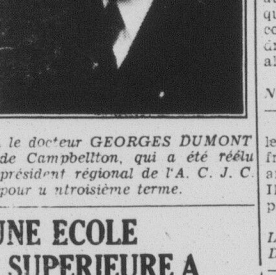 le docteur GEORGES DUMONT
de Campbellton, qui a été réélu
président régional de l'A. C. J. C.
pour u ntroisième terme.
UNE ECOLE
SUPERIEURE A